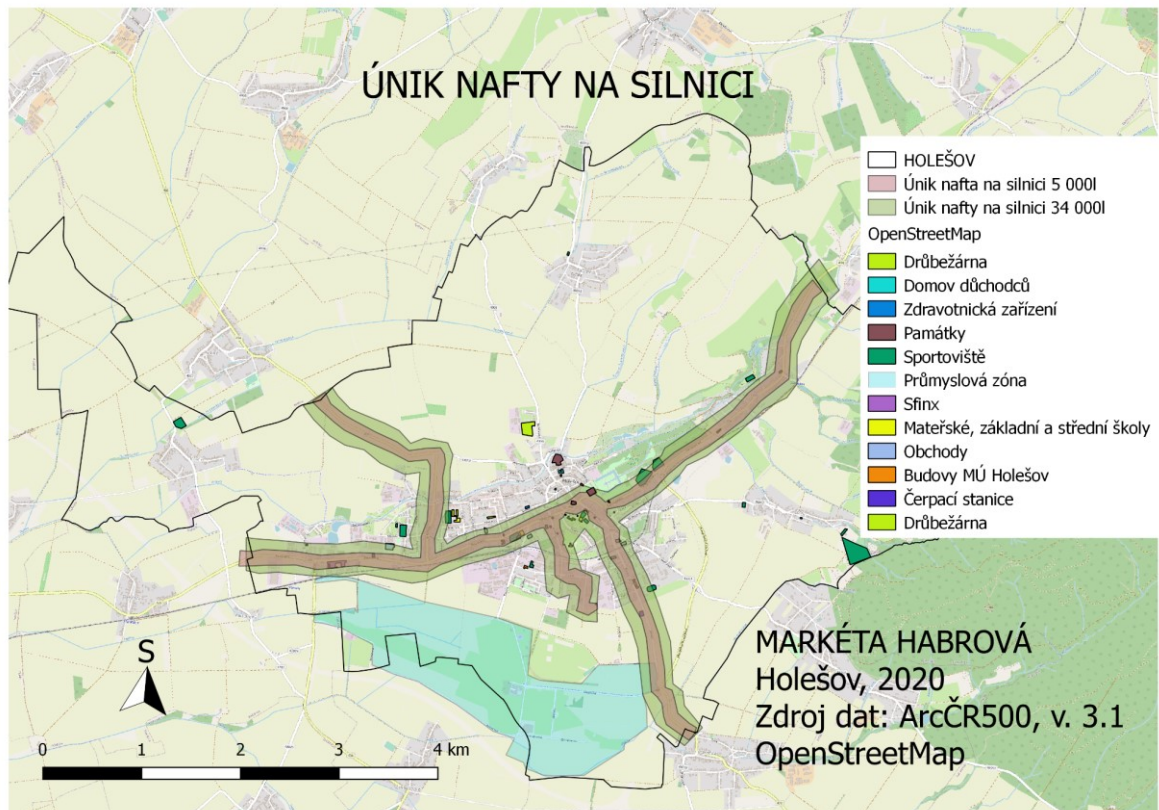 ÚNIK NAFTY NA SILNICI
HOLEŠOV
Únik nafta na silnici 5 000l
Únik nafty na silnici 34 000l
OpenStreetMap
Drůbežárna
Domov důchodců
Zdravotnická zařízení
Památky
Sportoviště
Průmyslová zóna
Sfinx
Mateřské, základní a střední školy
Obchody
Budovy MÚ Holešov
Čerpací stanice
Drůbežárna
S
0 1 2 3 4 km
MARKÉTA HABROVÁ
Holešov, 2020
Zdroj dat: ArcČR500, v. 3.1
OpenStreetMap